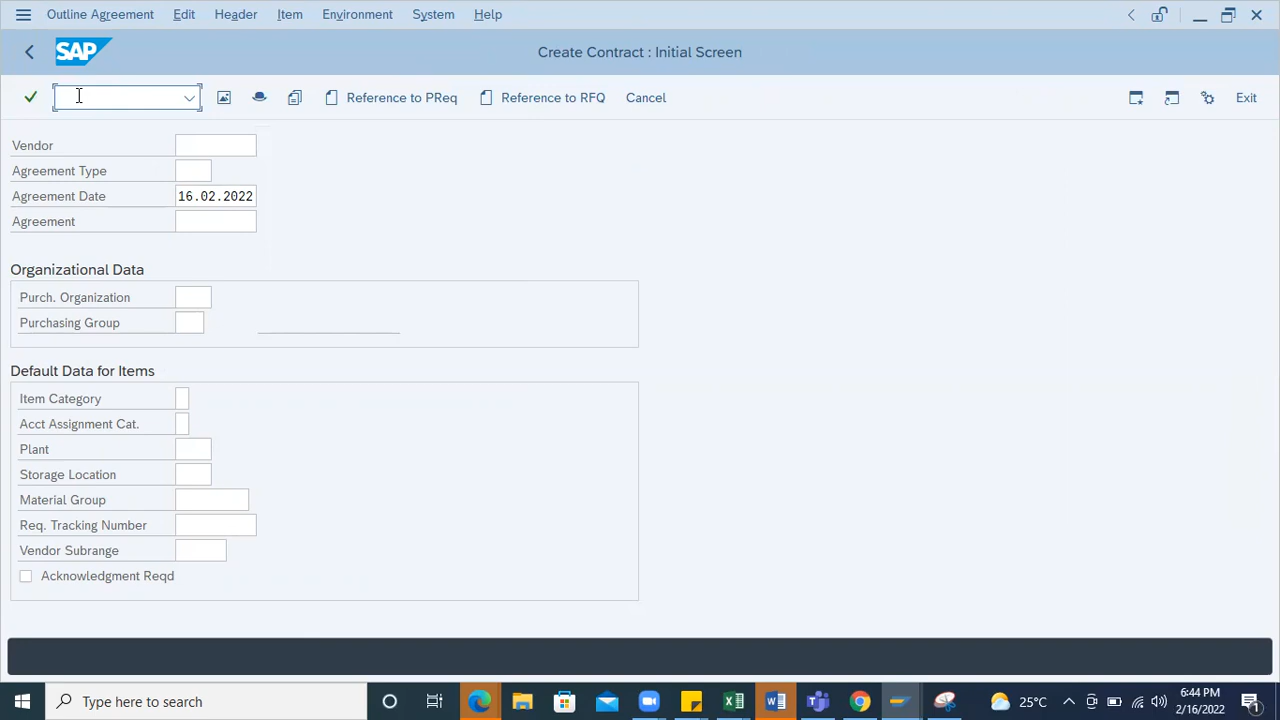 Outline Agreement Edit Header Item Environment System Help
SAP Create Contract : Initial Screen
Reference to PReq Reference to RFQ Cancel Exit
Vendor
Agreement Type
Agreement Date 16.02.2022
Agreement
Organizational Data
Purch. Organization
Purchasing Group
Default Data for Items
Item Category
Acct Assignment Cat.
Plant
Storage Location
Material Group
Req. Tracking Number
Vendor Subrange
Acknowledgment Reqd
Type here to search 25°C 6:44 PM
2/16/2022 1